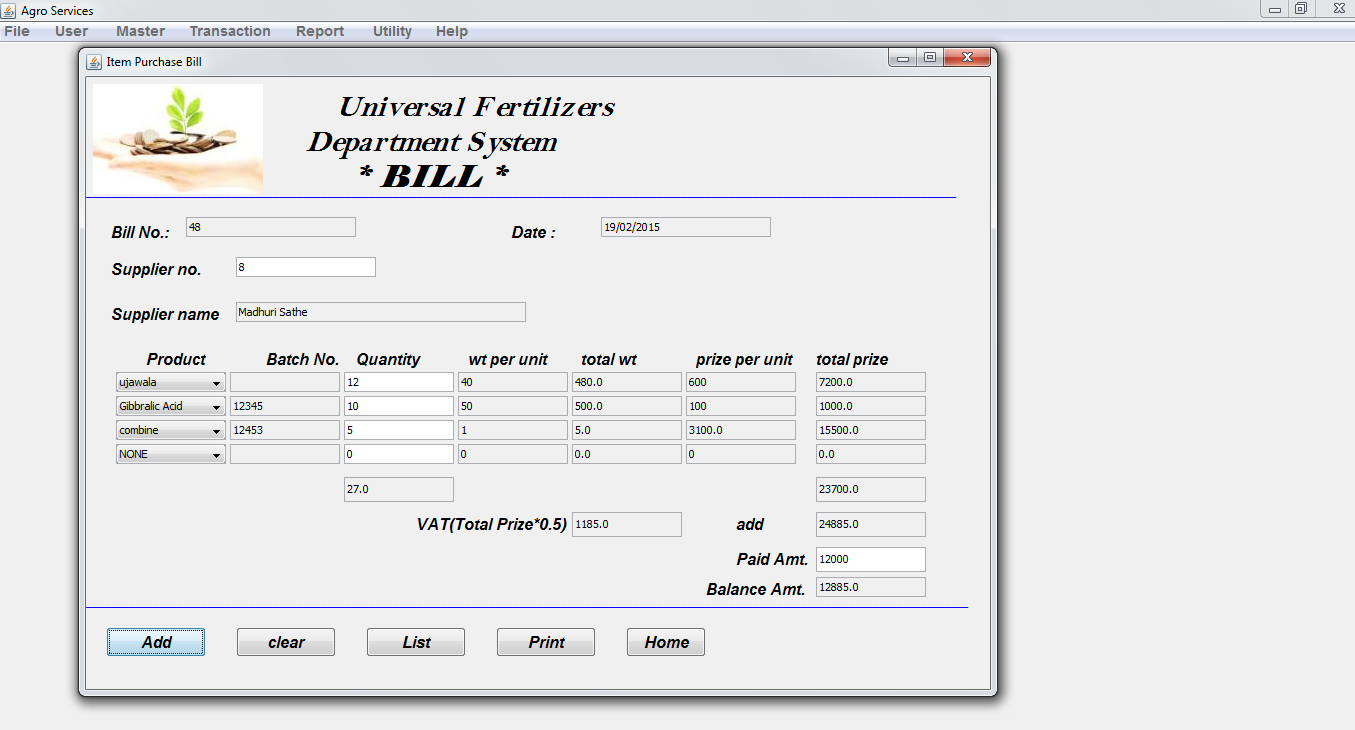 Agro Services
File User Master Transaction Report Utility Help
Item Purchase Bill
Universal Fertilizers
Department System
* BILL *
Bill No.: 48 Date : 19/02/2015
Supplier no. 8
Supplier name Madhuri Sathe
Product Batch No. Quantity wt per unit total wt prize per unit total prize
ujawala 12 40 480.0 600 7200.0
Gibbralic Acid 12345 10 50 500.0 100 1000.0
combine 12453 5 1 5.0 3100.0 15500.0
NONE 0 0 0.0 0 0.0
27.0 23700.0
VAT(Total Prize*0.5) 1185.0 add 24885.0
Paid Amt. 12000
Balance Amt. 12885.0
Add clear List Print Home